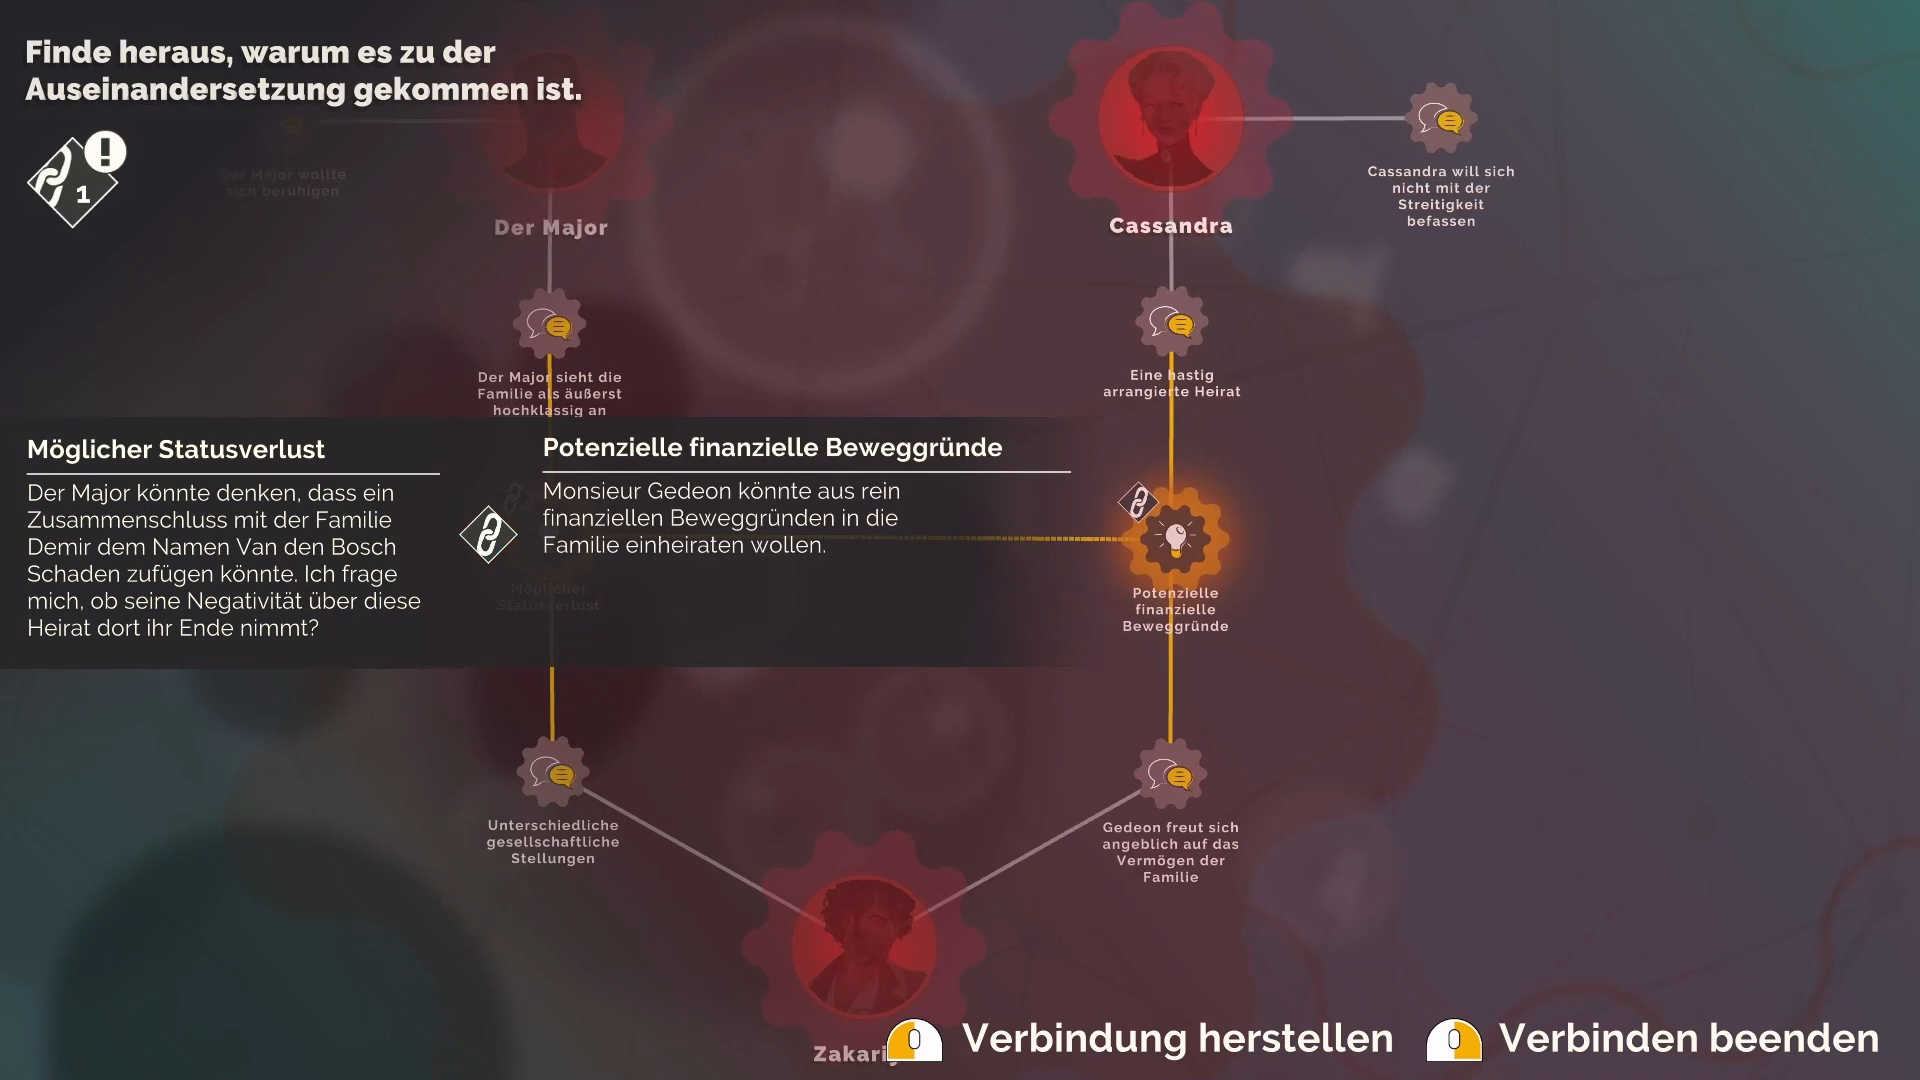 Finde heraus, warum es zu der
Auseinandersetzung gekommen ist.
1
Der Major wollte
sich beruhigen
Der Major
Cassandra
Cassandra will sich
nicht mit der
Streitigkeit
befassen
Der Major sieht die
Familie als äußerst
hochklassig an
Eine hastig
arrangierte Heirat
Möglicher Statusverlust
Der Major könnte denken, dass ein
Zusammenschluss mit der Familie
Demir dem Namen Van den Bosch
Schaden zufügen könnte. Ich frage
mich, ob seine Negativität über diese
Heirat dort ihr Ende nimmt?
Potenzielle finanzielle Beweggründe
Monsieur Gedeon könnte aus rein
finanziellen Beweggründen in die
Familie einheiraten wollen.
Möglicher
Statusverlust
Potenzielle
finanzielle
Beweggründe
Unterschiedliche
gesellschaftliche
Stellungen
Gedeon freut sich
angeblich auf das
Vermögen der
Familie
Verbindung herstellen
Verbinden beenden